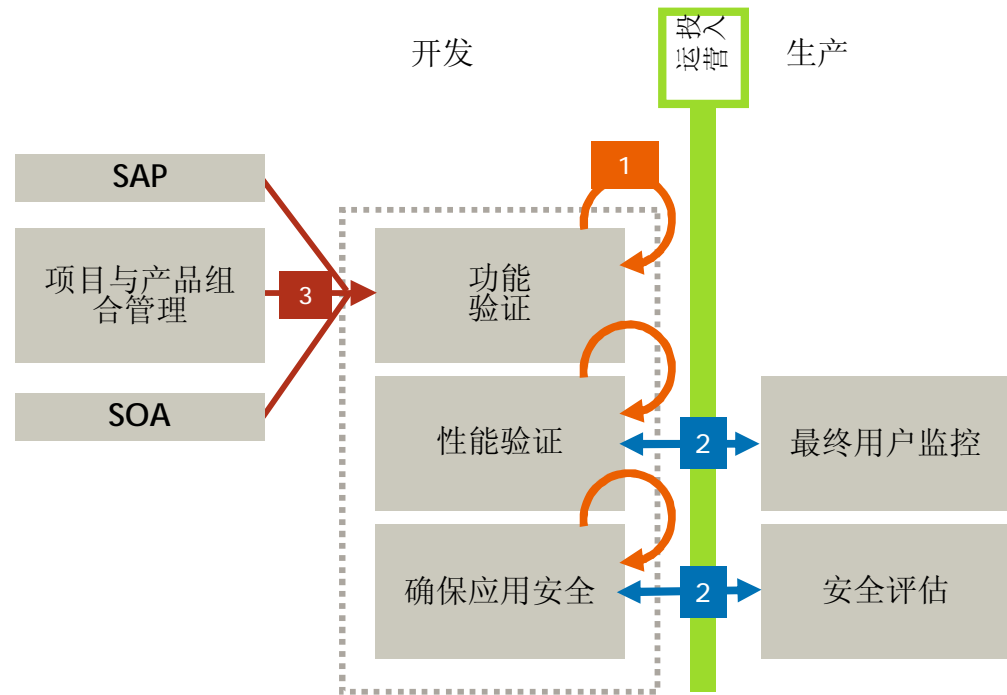 开发
投入
运营
生产
SAP
1
项目与产品组
合管理
3
功能
验证
SOA
性能验证
2
最终用户监控
确保应用安全
2
安全评估